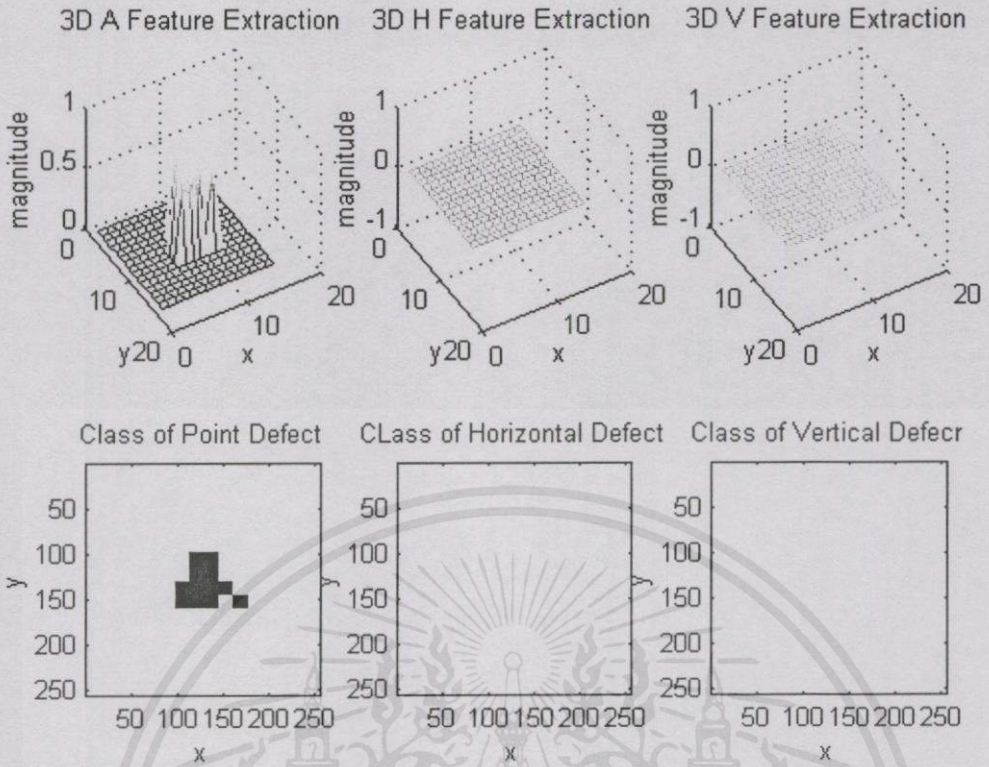 3D A Feature Extraction
3D H Feature Extraction
3D V Feature Extraction
magnitude
1
0.5
0
0
10
y20
0
x
10
20
magnitude
1
0
-1
0
10
y20
0
x
10
20
magnitude
1
0
-1
0
10
y20
0
x
10
20
Class of Point Defect
CLass of Horizontal Defect
Class of Vertical Defecr
y
50
100
150
200
250
50 100 150 200 250
x
y
50
100
150
200
250
50 100 150 200 250
x
y
50
100
150
200
250
50 100 150 200 250
x